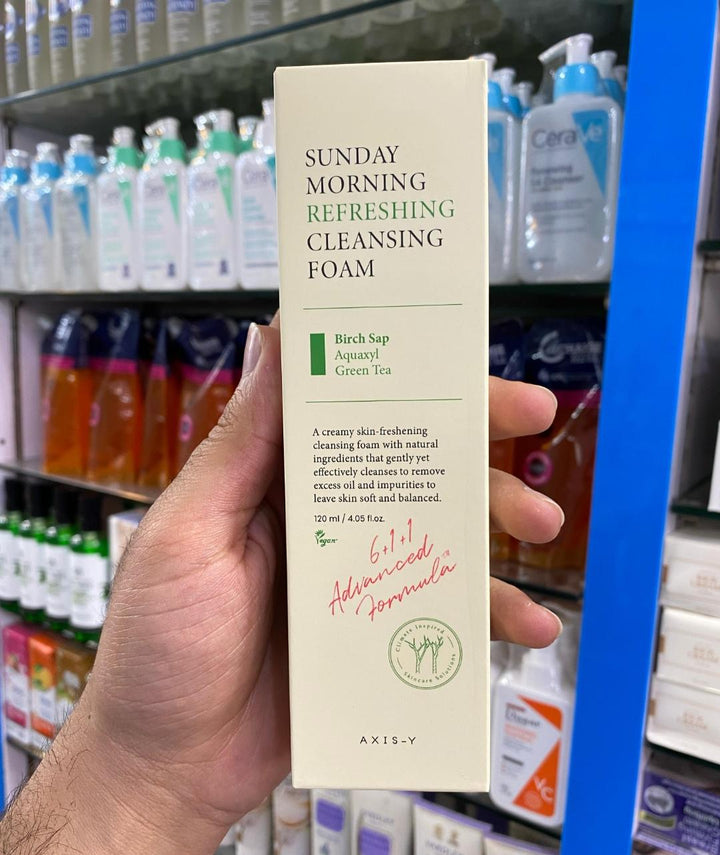 SUNDAY
MORNING
REFRESHING
CLEANSING
FOAM
Birch Sap
Aquaxyl
Green Tea
A creamy skin-freshening
cleansing foam with natural
ingredients that gently yet
effectively cleanses to remove
excess oil and impurities to
leave skin soft and balanced.
120 ml / 4.05 fl.oz.
Vegan
6+1+1
Advanced
Formula
Climate Inspired
Skincare Solutions
AXIS-Y
CeraVe
VC